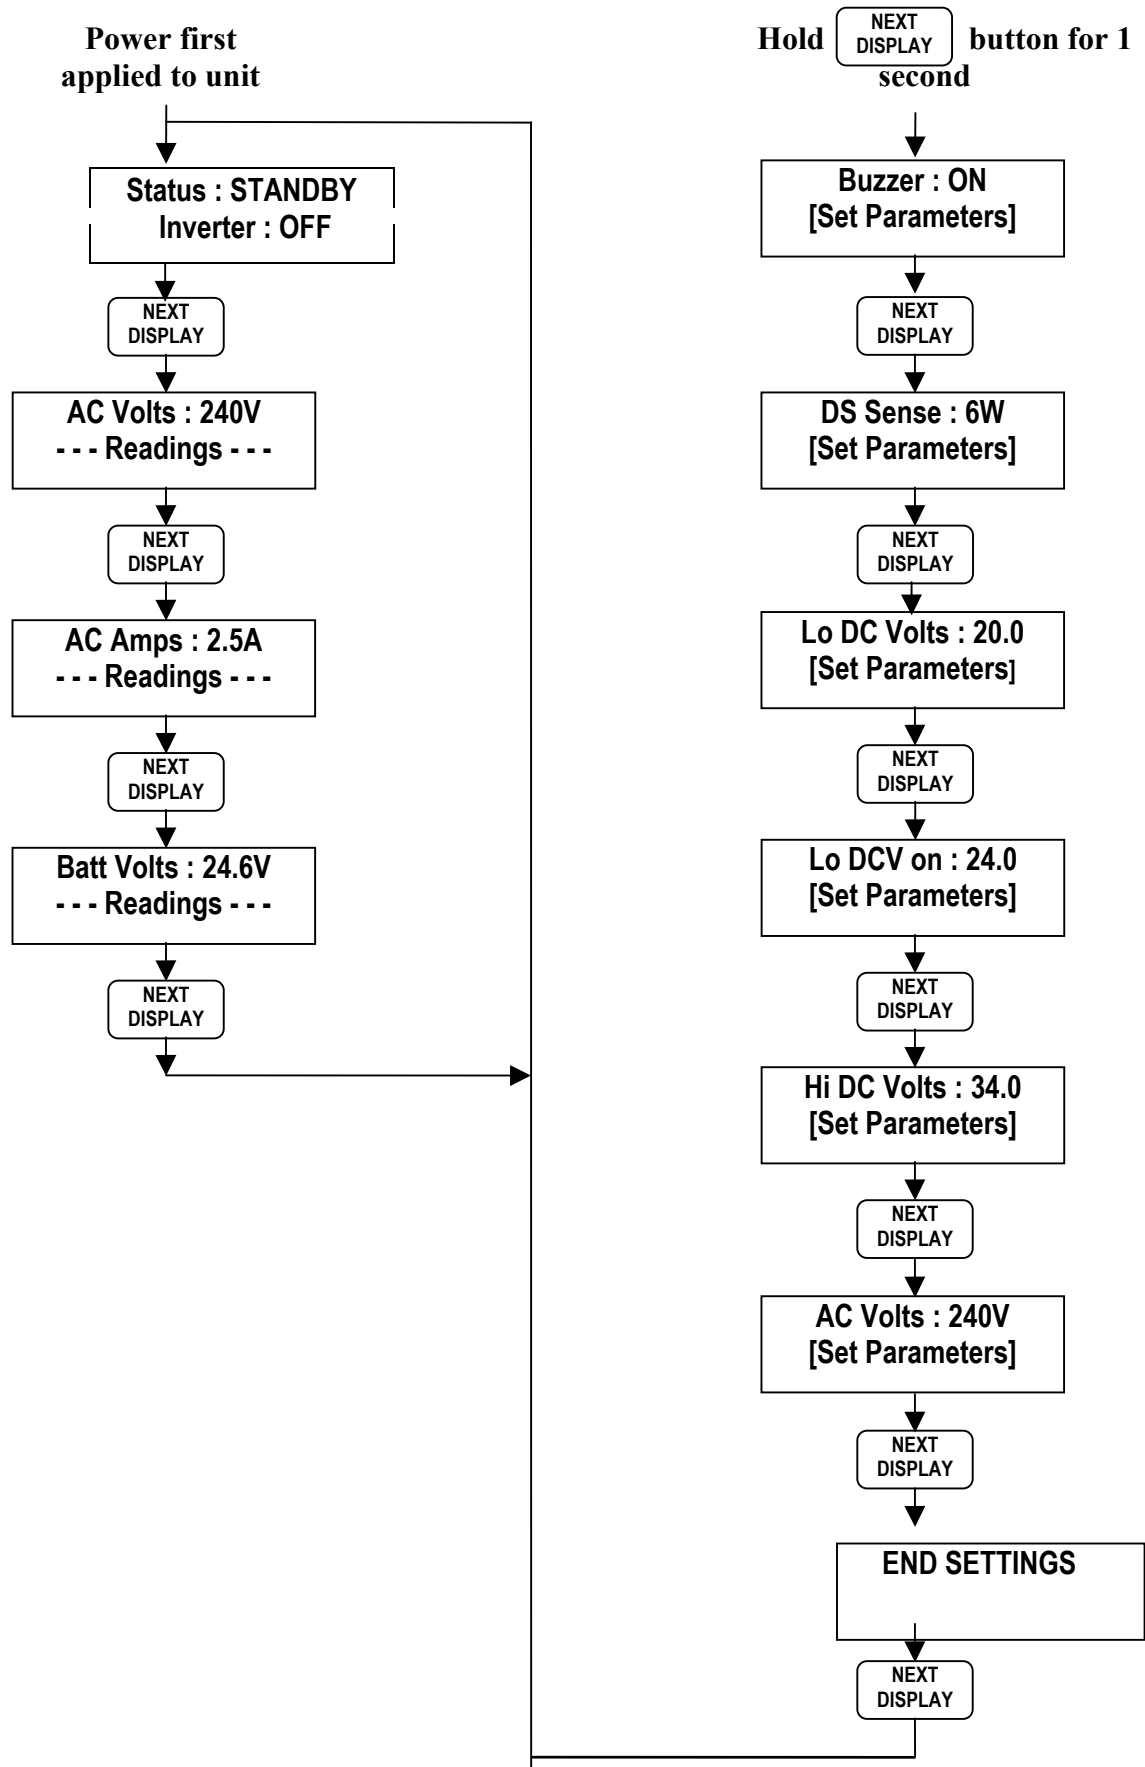 Power first
applied to unit
Status : STANDBY
Inverter : OFF
NEXT
DISPLAY
AC Volts : 240V
- - - Readings - - -
NEXT
DISPLAY
AC Amps : 2.5A
- - - Readings - - -
NEXT
DISPLAY
Batt Volts : 24.6V
- - - Readings - - -
NEXT
DISPLAY
Hold NEXT DISPLAY button for 1
second
Buzzer : ON
[Set Parameters]
NEXT
DISPLAY
DS Sense : 6W
[Set Parameters]
NEXT
DISPLAY
Lo DC Volts : 20.0
[Set Parameters]
NEXT
DISPLAY
Lo DCV on : 24.0
[Set Parameters]
NEXT
DISPLAY
Hi DC Volts : 34.0
[Set Parameters]
NEXT
DISPLAY
AC Volts : 240V
[Set Parameters]
NEXT
DISPLAY
END SETTINGS
NEXT
DISPLAY